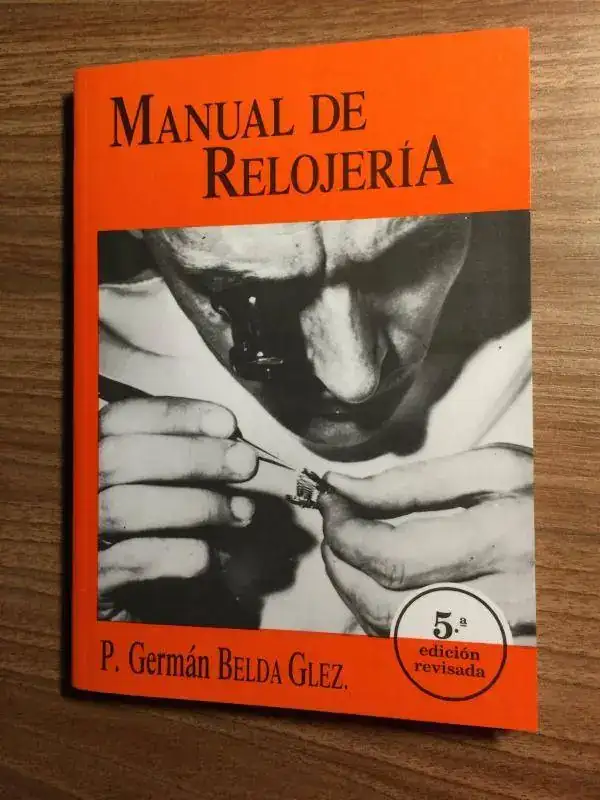 MANUAL DE
RELOJERÍA
P. Germán BELDA GLEZ.
5.ª
edición
revisada